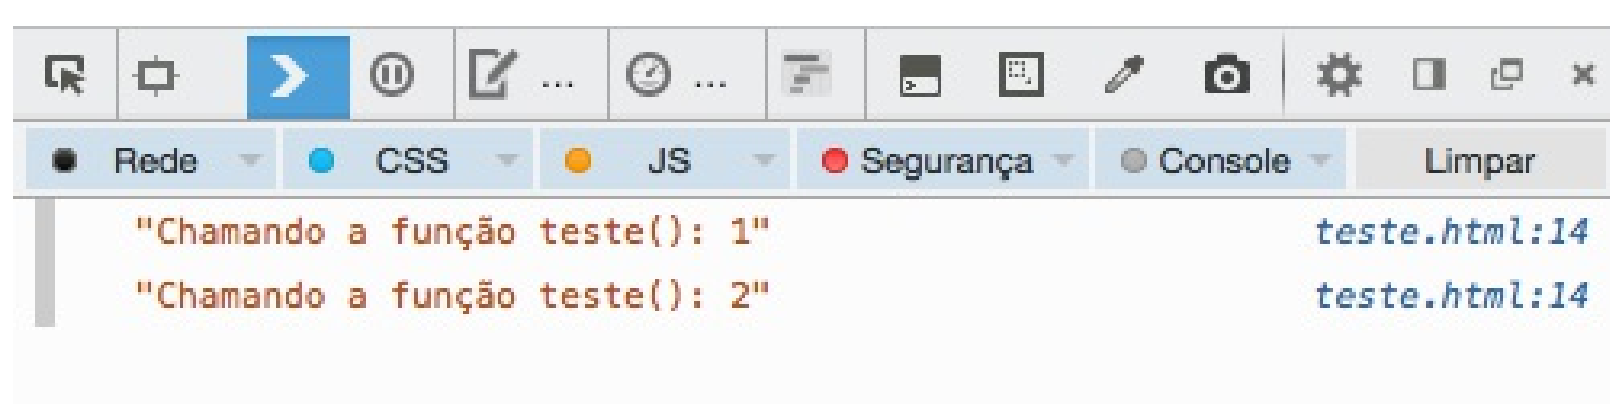 ... ...
Rede CSS JS Segurança Console Limpar
"Chamando a função teste(): 1" teste.html:14
"Chamando a função teste(): 2" teste.html:14